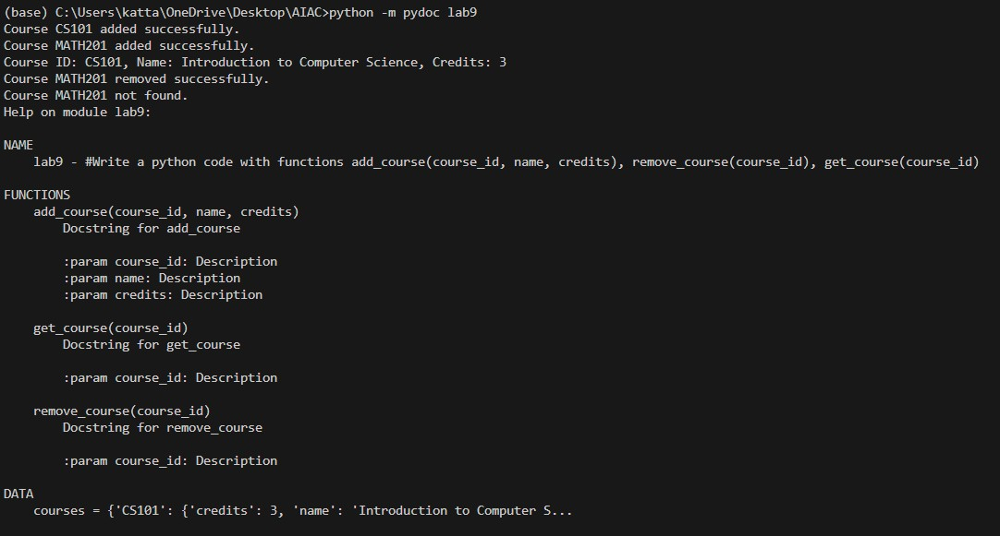 (base) C:\Users\katta\OneDrive\Desktop\AIAC>python -m pydoc lab9
Course CS101 added successfully.
Course MATH201 added successfully.
Course ID: CS101, Name: Introduction to Computer Science, Credits: 3
Course MATH201 removed successfully.
Course MATH201 not found.
Help on module lab9:

NAME
    lab9 - #Write a python code with functions add_course(course_id, name, credits), remove_course(course_id), get_course(course_id)

FUNCTIONS
    add_course(course_id, name, credits)
        Docstring for add_course

        :param course_id: Description
        :param name: Description
        :param credits: Description

    get_course(course_id)
        Docstring for get_course

        :param course_id: Description

    remove_course(course_id)
        Docstring for remove_course

        :param course_id: Description

DATA
    courses = {'CS101': {'credits': 3, 'name': 'Introduction to Computer S...